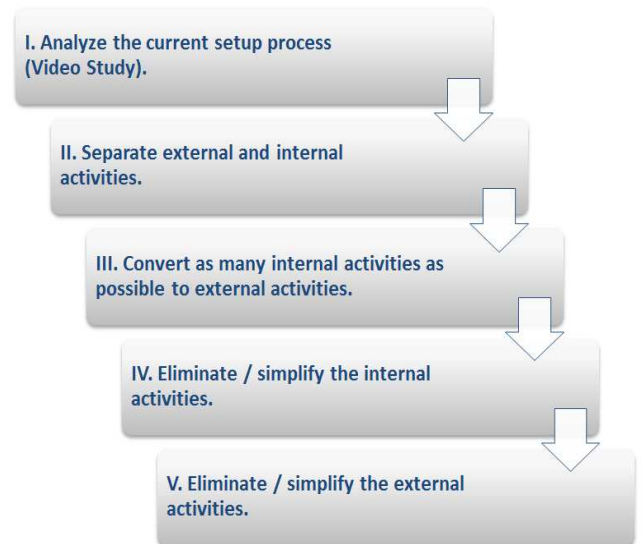 I. Analyze the current setup process
(Video Study).
II. Separate external and internal
activities.
III. Convert as many internal activities as
possible to external activities.
IV. Eliminate / simplify the internal
activities.
V. Eliminate / simplify the external
activities.